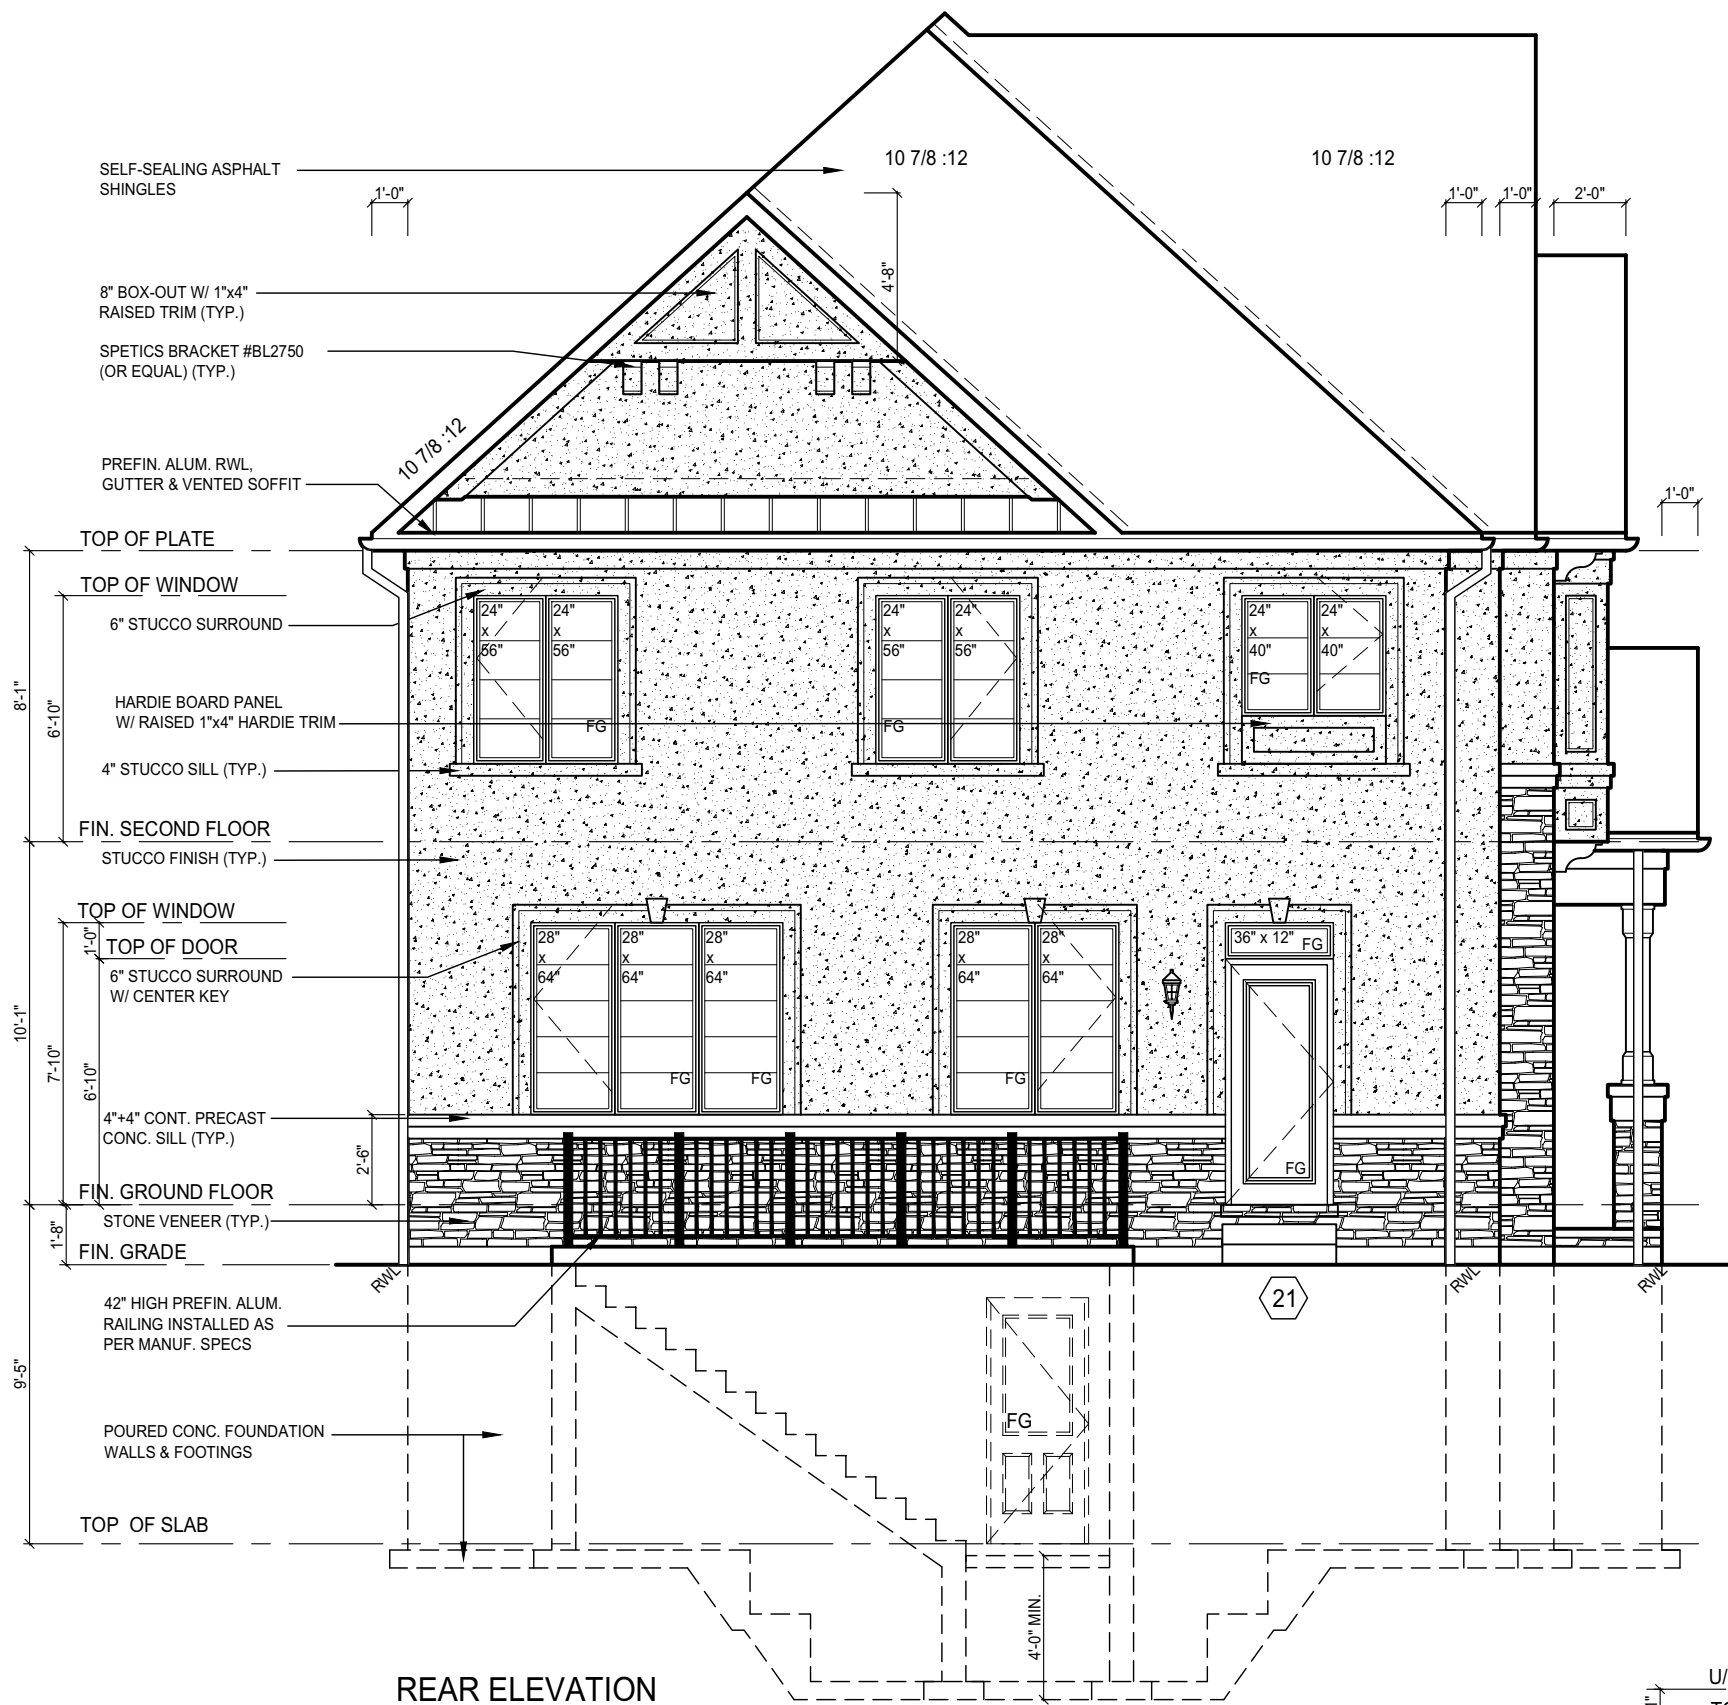 SELF-SEALING ASPHALT
SHINGLES
10 7/8 :12
10 7/8 :12
1'-0"
1'-0"
1'-0"
2'-0"
8" BOX-OUT W/ 1"x4"
RAISED TRIM (TYP.)
4'-8"
SPETICS BRACKET #BL2750
(OR EQUAL) (TYP.)
10 7/8 :12
PREFIN. ALUM. RWL,
GUTTER & VENTED SOFFIT
1'-0"
TOP OF PLATE
TOP OF WINDOW
6" STUCCO SURROUND
24"
x
56"
24"
x
56"
FG
24"
x
56"
FG
24"
x
56"
24"
x
40"
FG
24"
x
40"
8'-1"
6'-10"
HARDIE BOARD PANEL
W/ RAISED 1"x4" HARDIE TRIM
4" STUCCO SILL (TYP.)
FIN. SECOND FLOOR
STUCCO FINISH (TYP.)
TOP OF WINDOW
1'-0"
TOP OF DOOR
6" STUCCO SURROUND
W/ CENTER KEY
28"
x
64"
28"
x
64"
FG
28"
x
64"
FG
28"
x
64"
FG
28"
x
64"
36" x 12"
FG
FG
10'-1"
7'-10"
6'-10"
4"+4" CONT. PRECAST
CONC. SILL (TYP.)
2'-6"
FIN. GROUND FLOOR
STONE VENEER (TYP.)
1'-8"
FIN. GRADE
RWL
RWL
RWL
21
42" HIGH PREFIN. ALUM.
RAILING INSTALLED AS
PER MANUF. SPECS
9'-5"
FG
POURED CONC. FOUNDATION
WALLS & FOOTINGS
TOP OF SLAB
4'-0" MIN.
REAR ELEVATION
U/